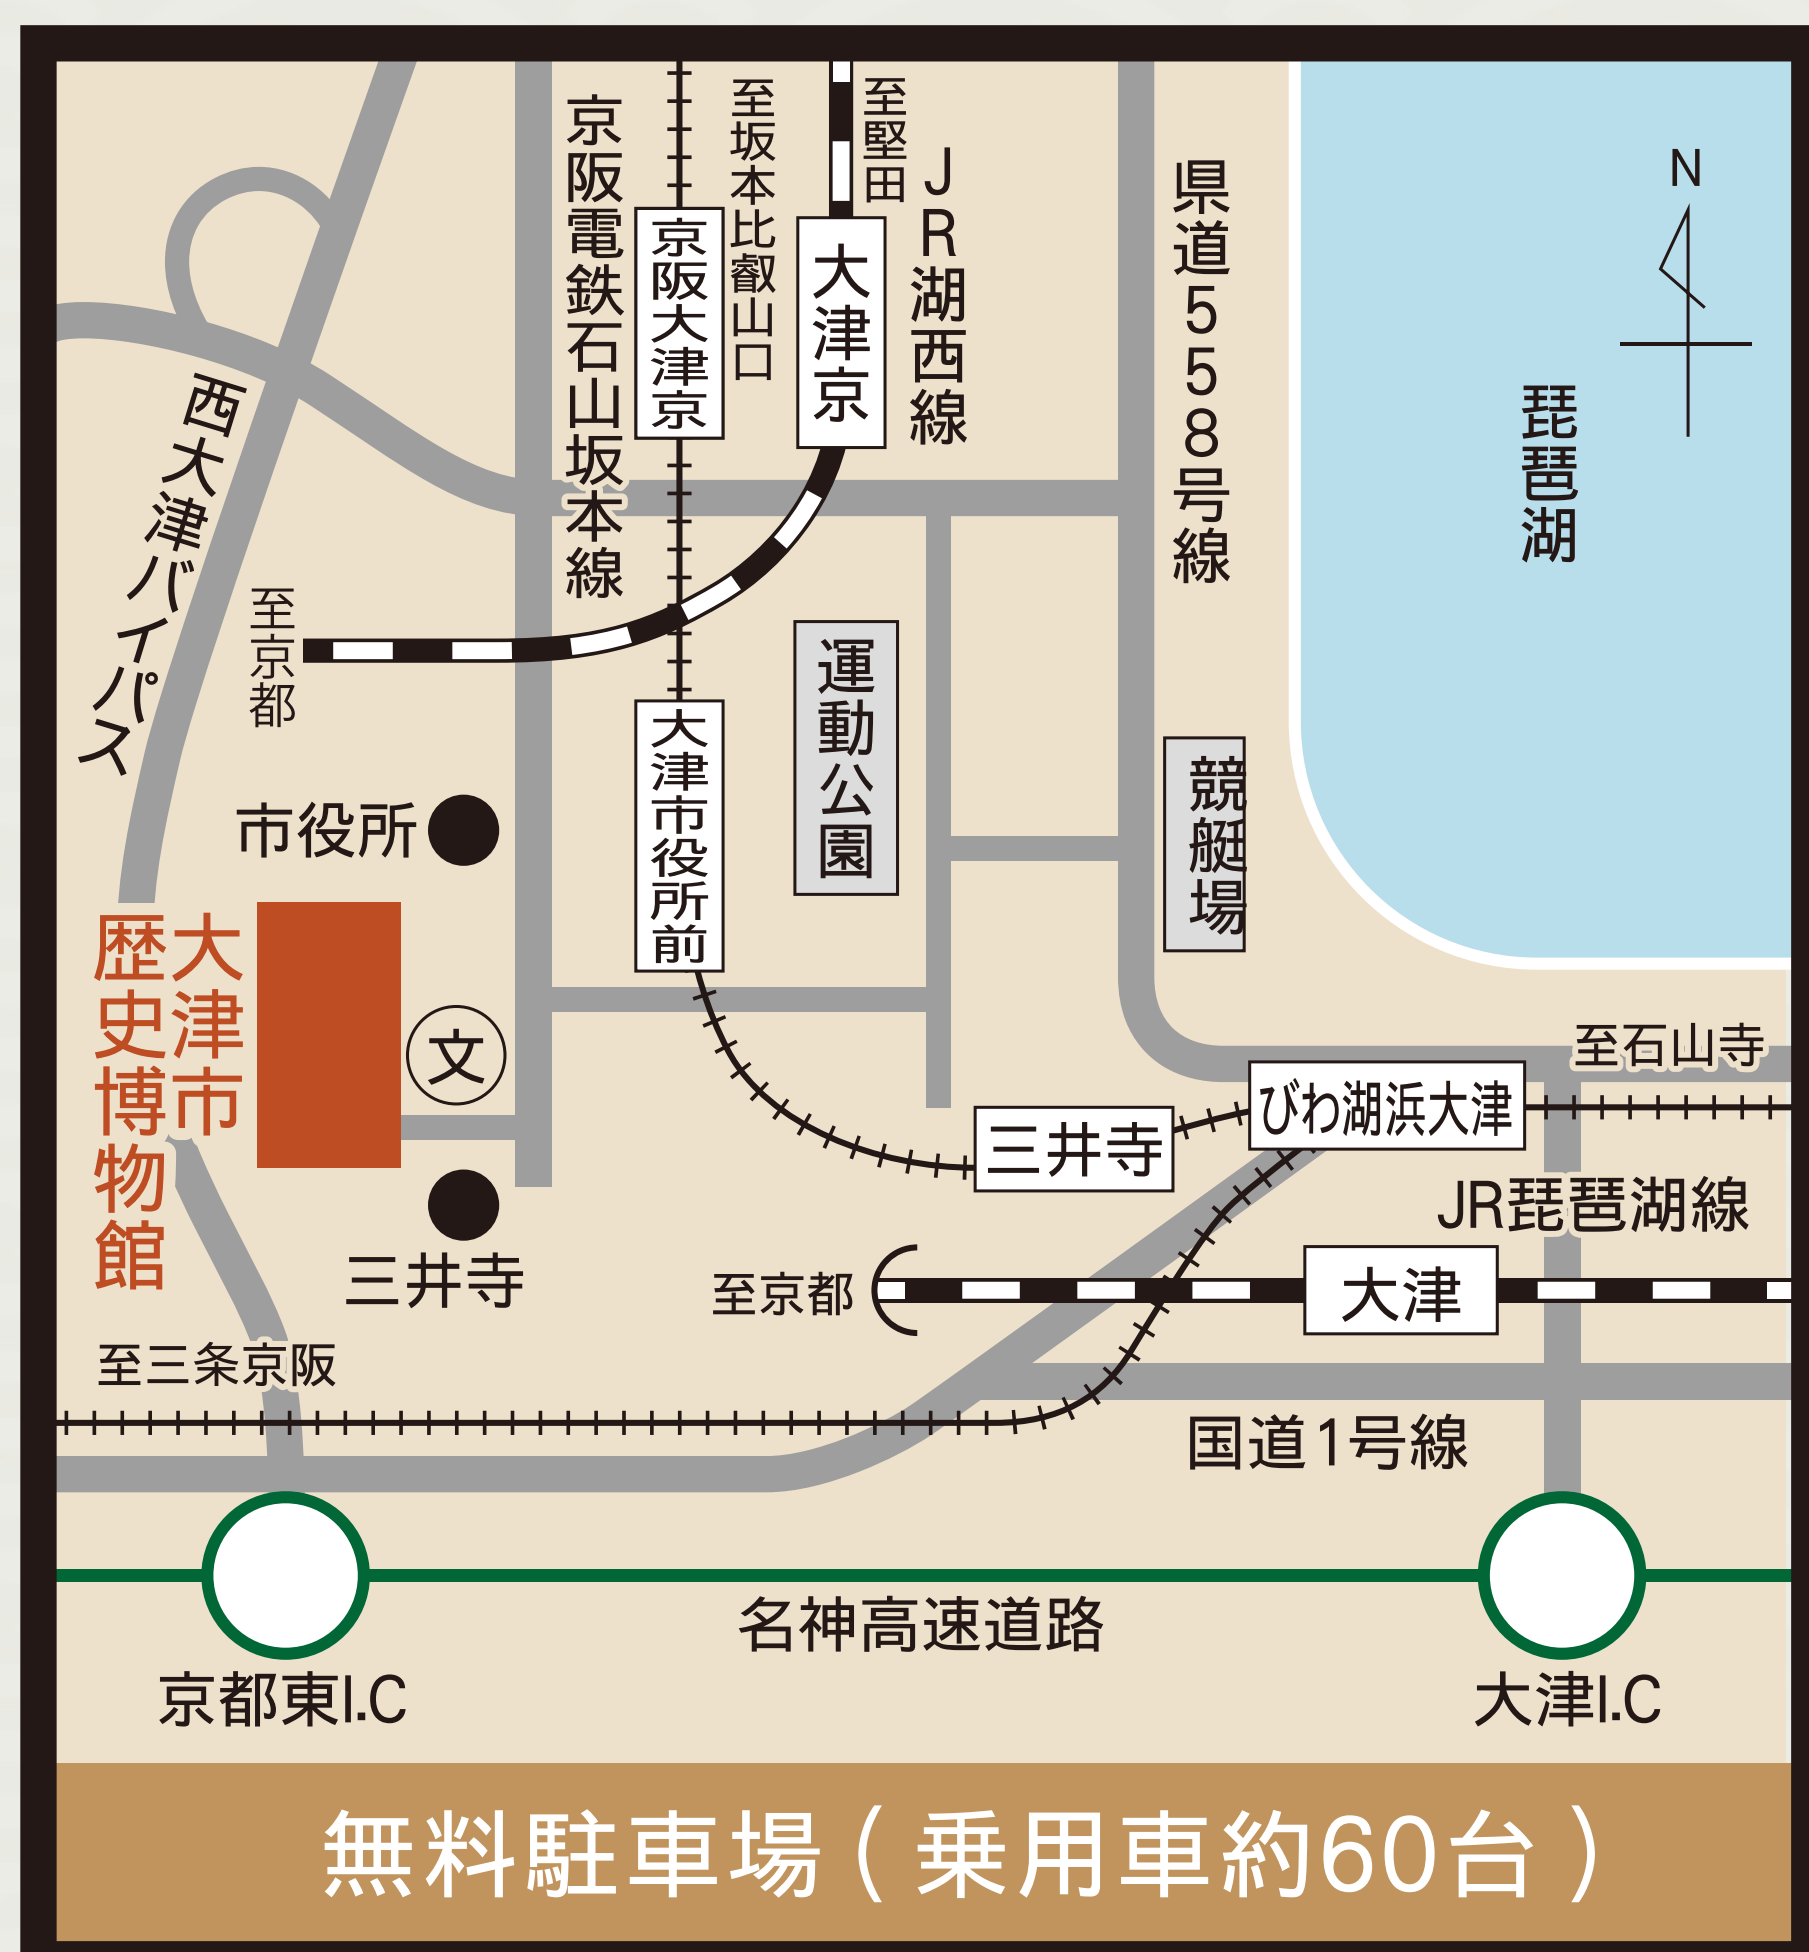 京阪電鉄石山坂本線
京阪大津京
至坂本比叡山口
大津京
至堅田
JR湖西線
県道558号線
N
琵琶湖
西大津バイパス
至京都
市役所
大津市役所前
運動公園
競艇場
大津市
歴史博物館
文
三井寺
至石山寺
びわ湖浜大津
三井寺
JR琵琶湖線
至京都
大津
至三条京阪
国道1号線
名神高速道路
京都東I.C
大津I.C
無料駐車場(乗用車約60台)